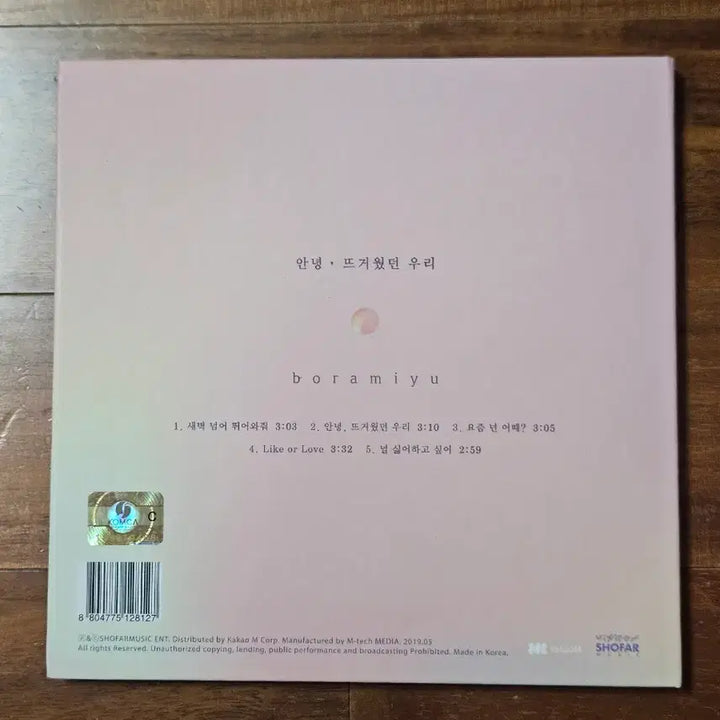 안녕, 뜨거웠던 우리
boramiyu
1. 새벽 넘어 뛰어와줘 3:03 2. 안녕, 뜨거웠던 우리 3:10 3. 요즘 넌 어때? 3:05
4. Like or Love 3:32 5. 널 싫어하고 싶어 2:59
KOMCA C
8 804775 128127
Ⓟ&ⓒSHOFARMUSIC ENT. Distributed by Kakao M Corp. Manufactured by M-tech MEDIA. 2019.05
All rights Reserved. Unauthorized copying, lending, public performance and broadcasting Prohibited. Made in Korea.
SHOFAR
MUSIC